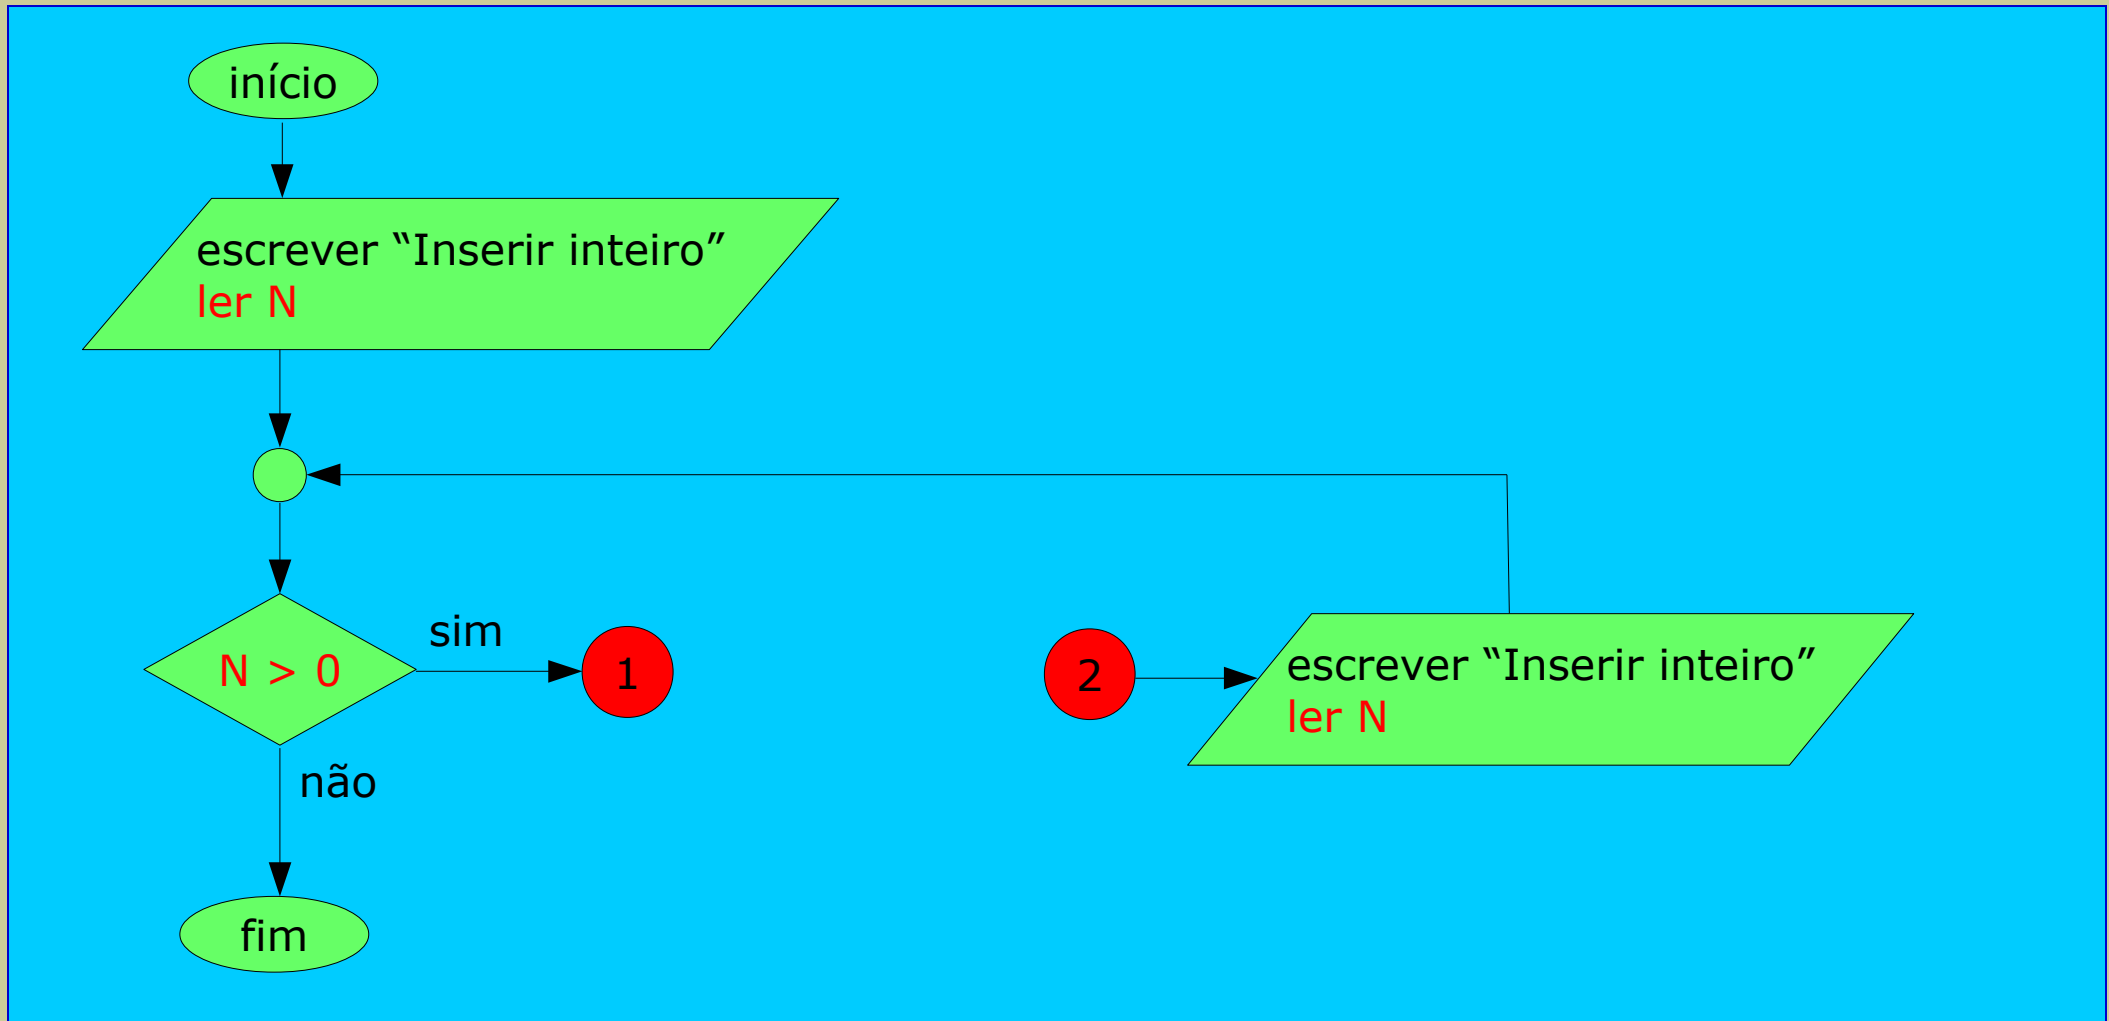 início
escrever “Inserir inteiro”
ler N
N > 0
sim
1
2
escrever “Inserir inteiro”
ler N
não
fim